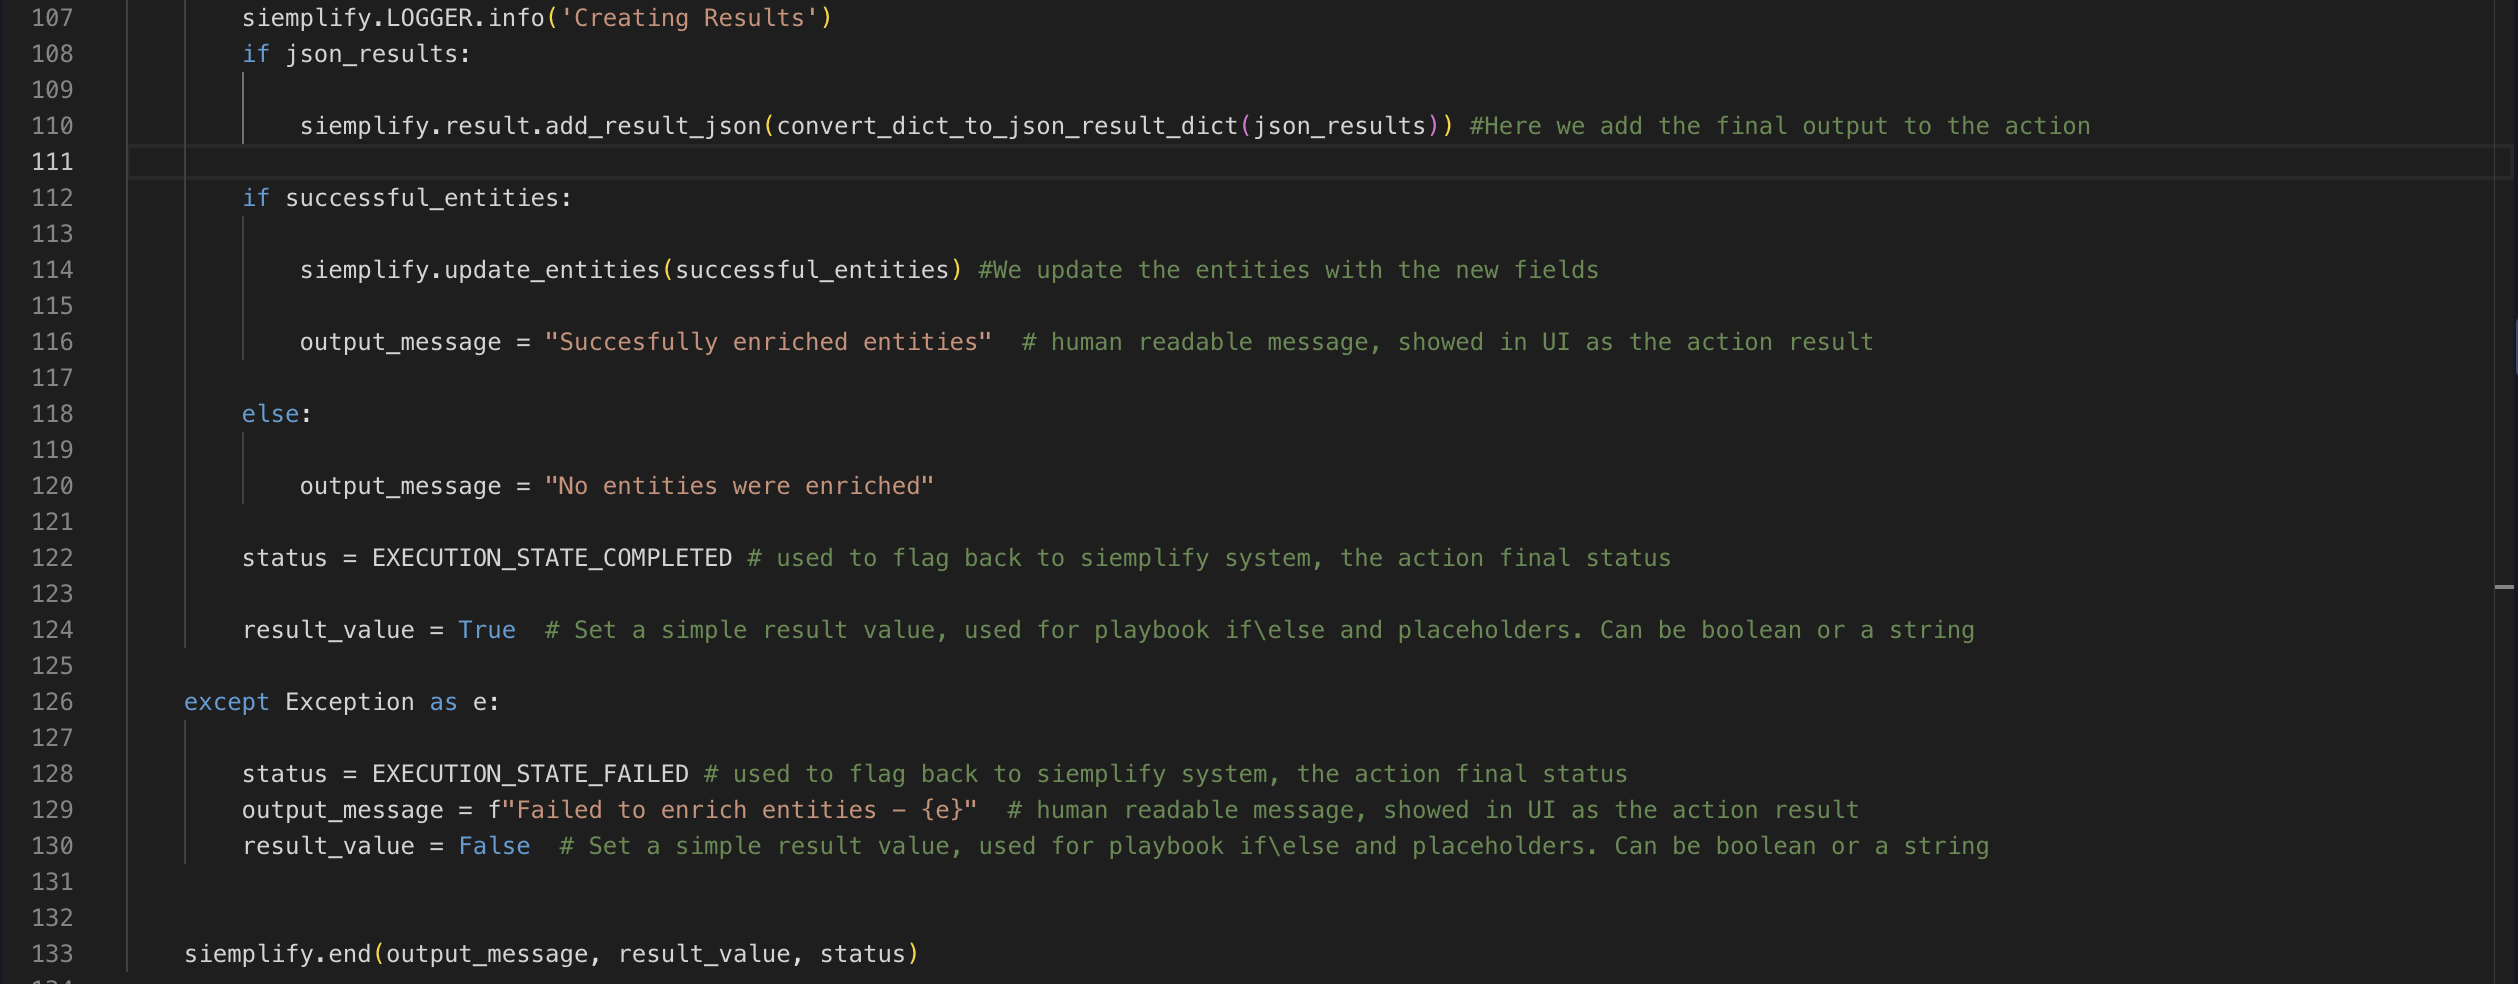 107 siemplify.LOGGER.info('Creating Results')
108 if json_results:
109
110 siemplify.result.add_result_json(convert_dict_to_json_result_dict(json_results)) #Here we add the final output to the action
111
112 if successful_entities:
113
114 siemplify.update_entities(successful_entities) #We update the entities with the new fields
115
116 output_message = "Succesfully enriched entities"  # human readable message, showed in UI as the action result
117
118 else:
119
120 output_message = "No entities were enriched"
121
122 status = EXECUTION_STATE_COMPLETED # used to flag back to siemplify system, the action final status
123
124 result_value = True  # Set a simple result value, used for playbook if\else and placeholders. Can be boolean or a string
125
126 except Exception as e:
127
128 status = EXECUTION_STATE_FAILED # used to flag back to siemplify system, the action final status
129 output_message = f"Failed to enrich entities – {e}"  # human readable message, showed in UI as the action result
130 result_value = False  # Set a simple result value, used for playbook if\else and placeholders. Can be boolean or a string
131
132
133 siemplify.end(output_message, result_value, status)